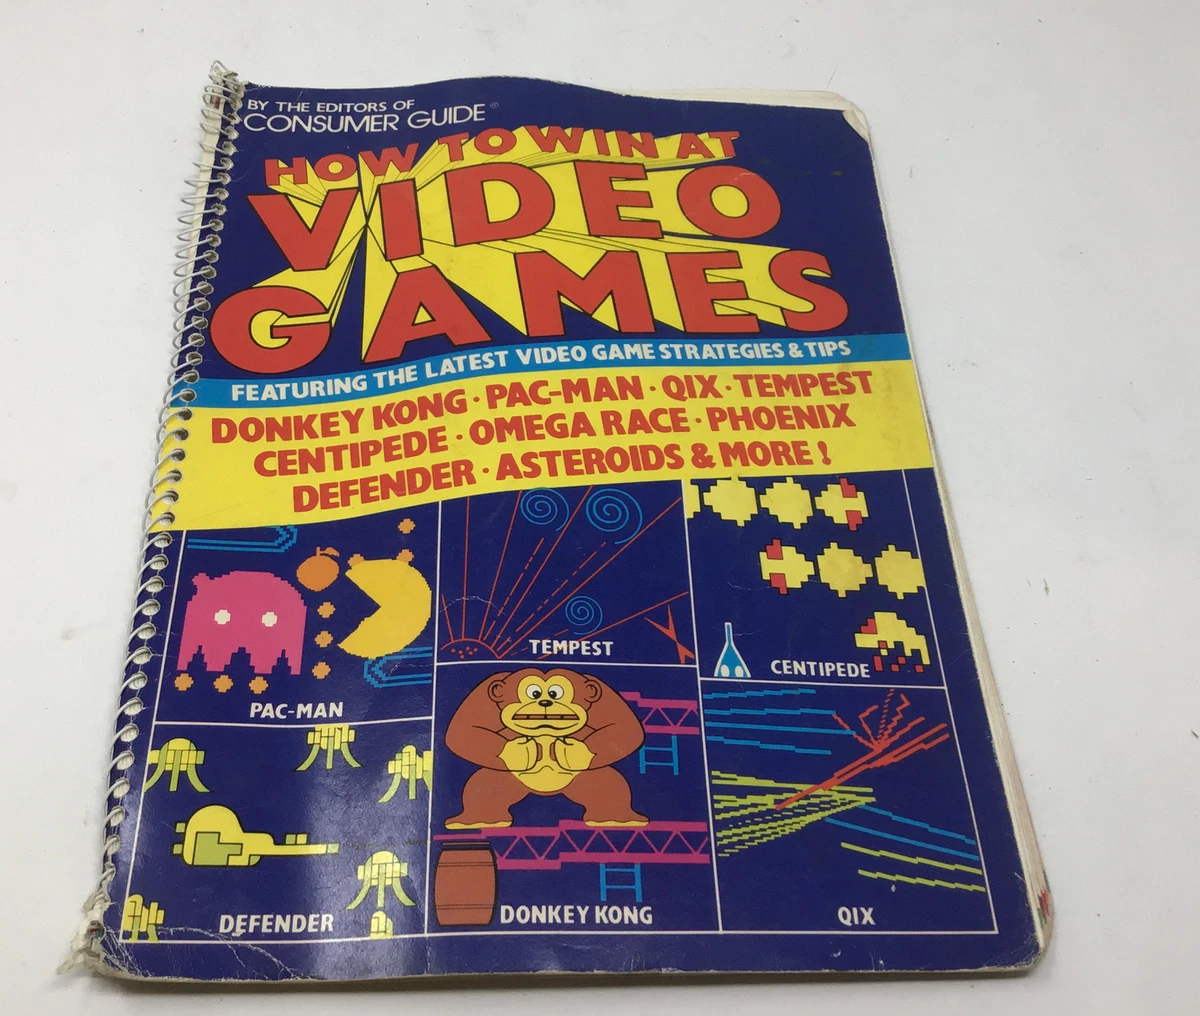 BY THE EDITORS OF
CONSUMER GUIDE®
HOW TO WIN AT
VIDEO
GAMES
FEATURING THE LATEST VIDEO GAME STRATEGIES & TIPS
DONKEY KONG · PAC-MAN · QIX · TEMPEST
CENTIPEDE · OMEGA RACE · PHOENIX
DEFENDER · ASTEROIDS & MORE!
PAC-MAN
TEMPEST
CENTIPEDE
DEFENDER
DONKEY KONG
QIX